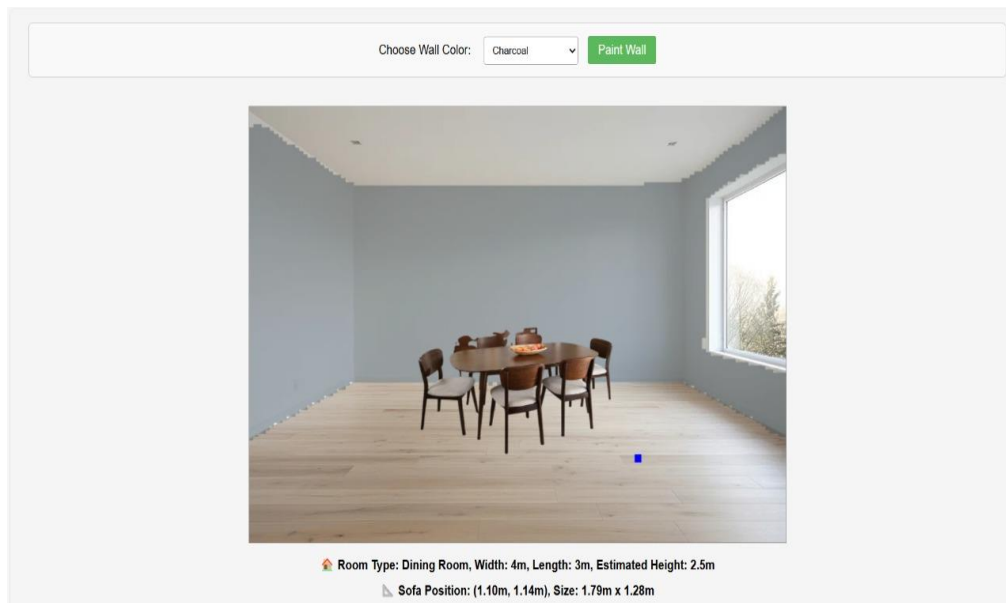 Choose Wall Color: Charcoal Paint Wall
🏠 Room Type: Dining Room, Width: 4m, Length: 3m, Estimated Height: 2.5m
📐 Sofa Position: (1.10m, 1.14m), Size: 1.79m x 1.28m